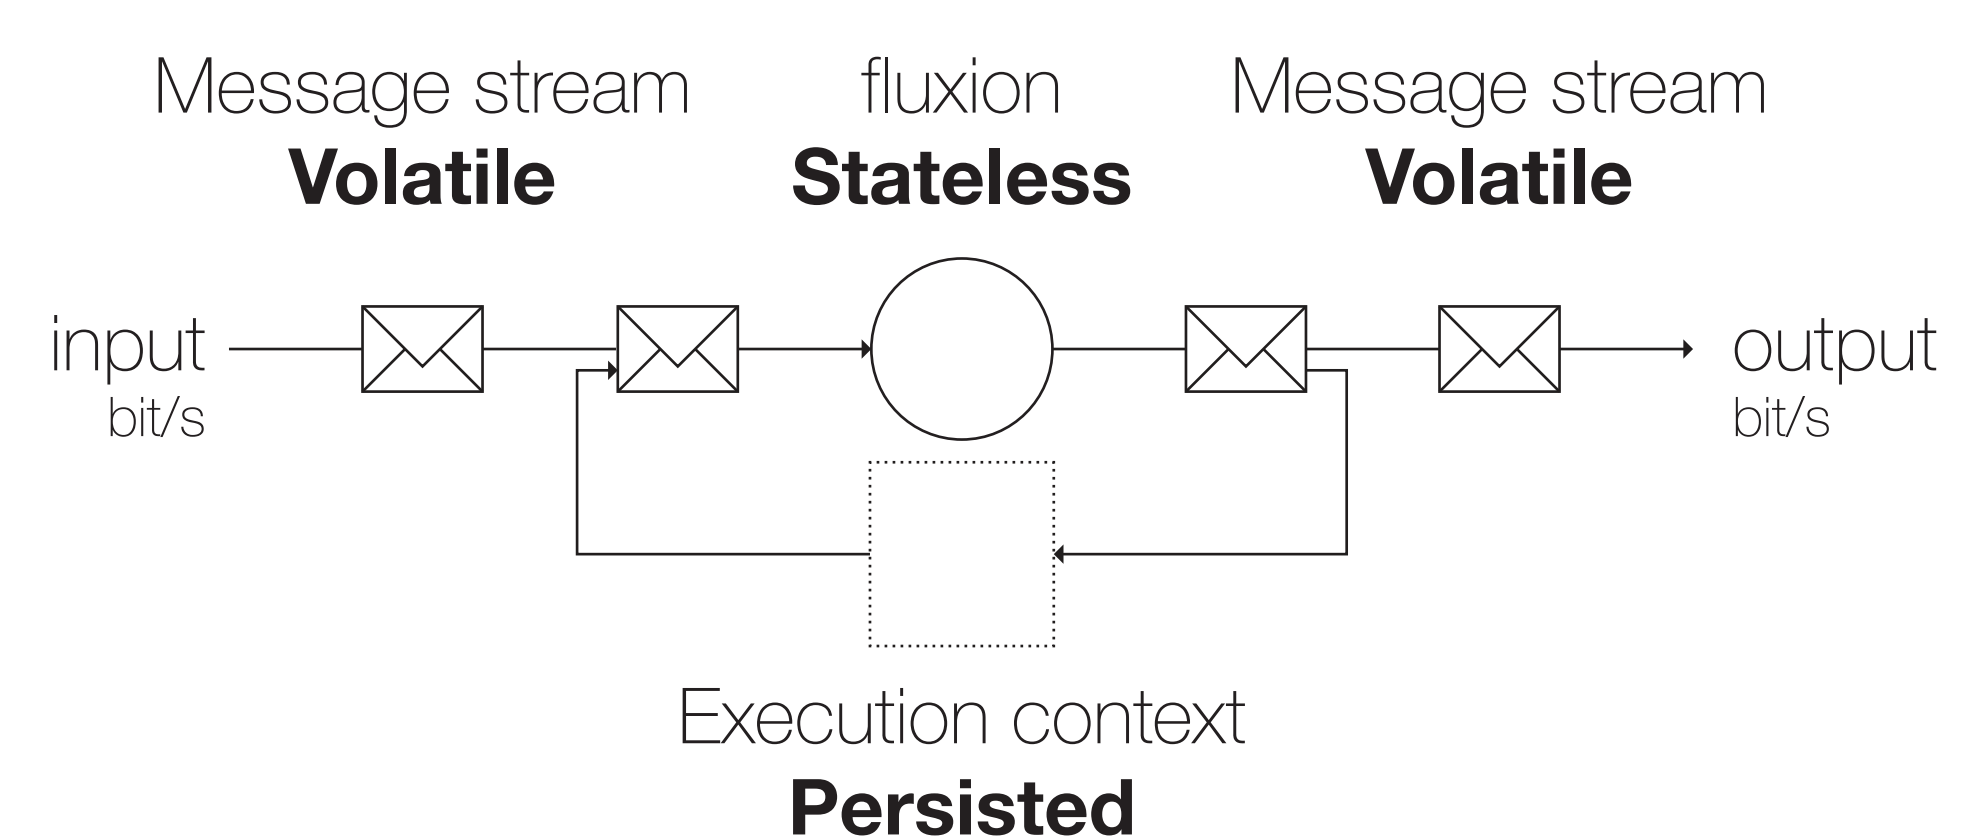 Message stream
Volatile
fluxion
Stateless
Message stream
Volatile
input
bit/s
output
bit/s
Execution context
Persisted